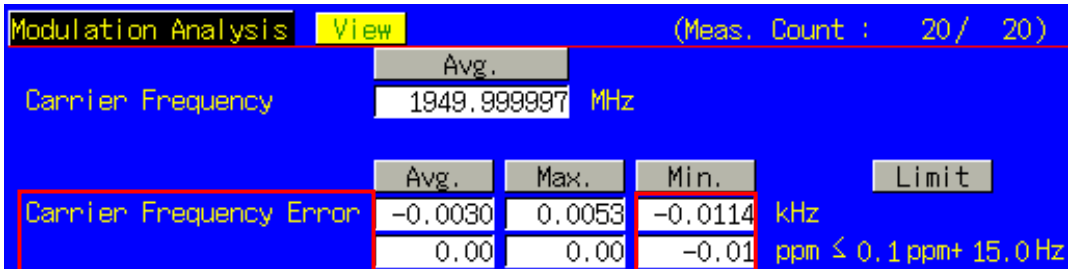 Modulation Analysis View (Meas. Count : 20/ 20)
Avg.
Carrier Frequency 1949.999997 MHz
Avg. Max. Min. Limit
Carrier Frequency Error -0.0030 0.0053 -0.0114 kHz
0.00 0.00 -0.01 ppm ≤ 0.1 ppm+ 15.0 Hz